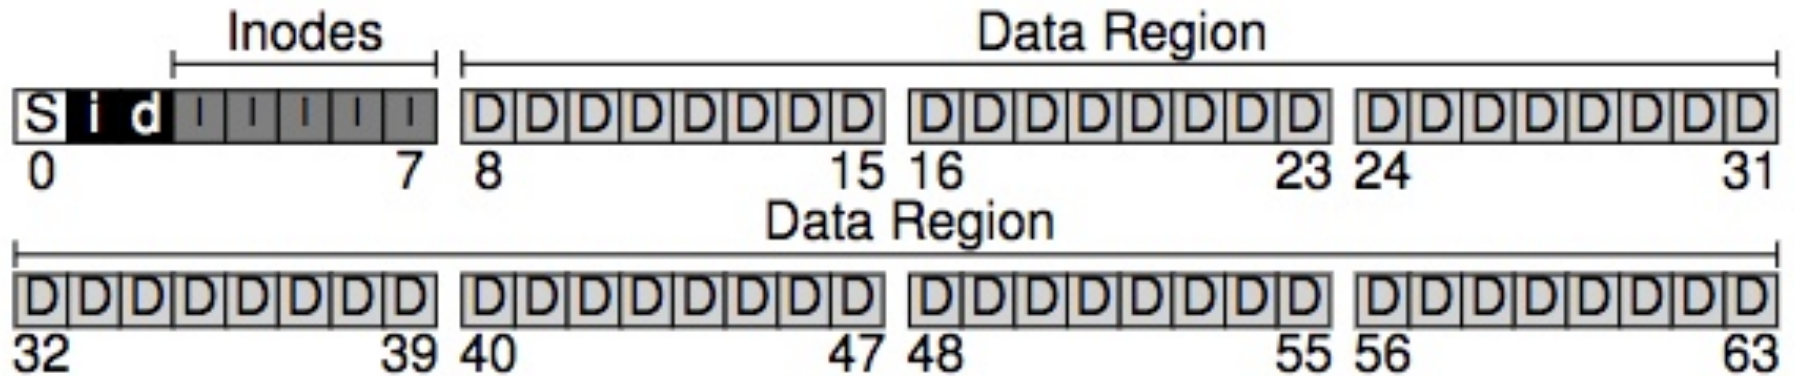 Inodes Data Region
S i d I I I I I D D D D D D D D D D D D D D D D D D D D D D D D
0 7 8 15 16 23 24 31
Data Region
D D D D D D D D D D D D D D D D D D D D D D D D D D D D D D D D
32 39 40 47 48 55 56 63